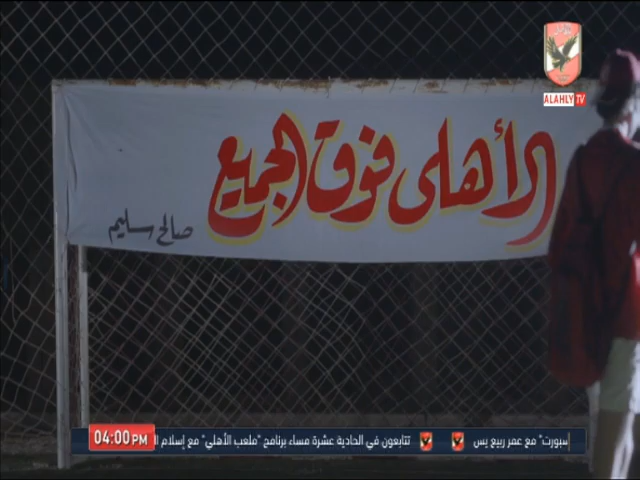 ALAHLY TV
الأهلى فوق الجميع
صالح سليم
04:00 PM
سبورت" مع عمر ربيع يس
تتابعون في الحادية عشرة مساء برنامج "ملعب الأهلي" مع إسلام ال